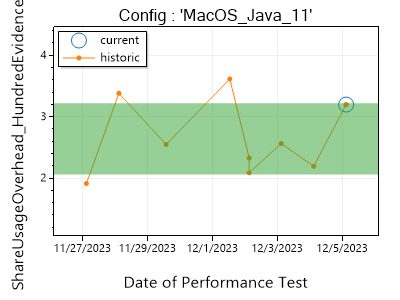 Config : 'MacOS_Java_11'
current
historic
ShareUsageOverhead_HundredEvidence
4
3
2
11/27/2023
11/29/2023
12/1/2023
12/3/2023
12/5/2023
Date of Performance Test